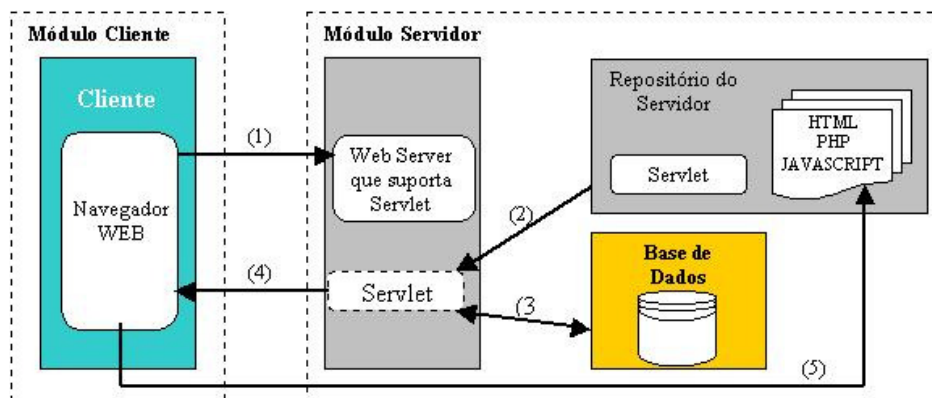 Módulo Cliente
Cliente
Navegador
WEB
(1)
(4)
Módulo Servidor
Web Server
que suporta
Servlet
Servlet
(2)
(3
Repositório do
Servidor
Servlet
HTML
PHP
JAVASCRIPT
Base de
Dados
(5)